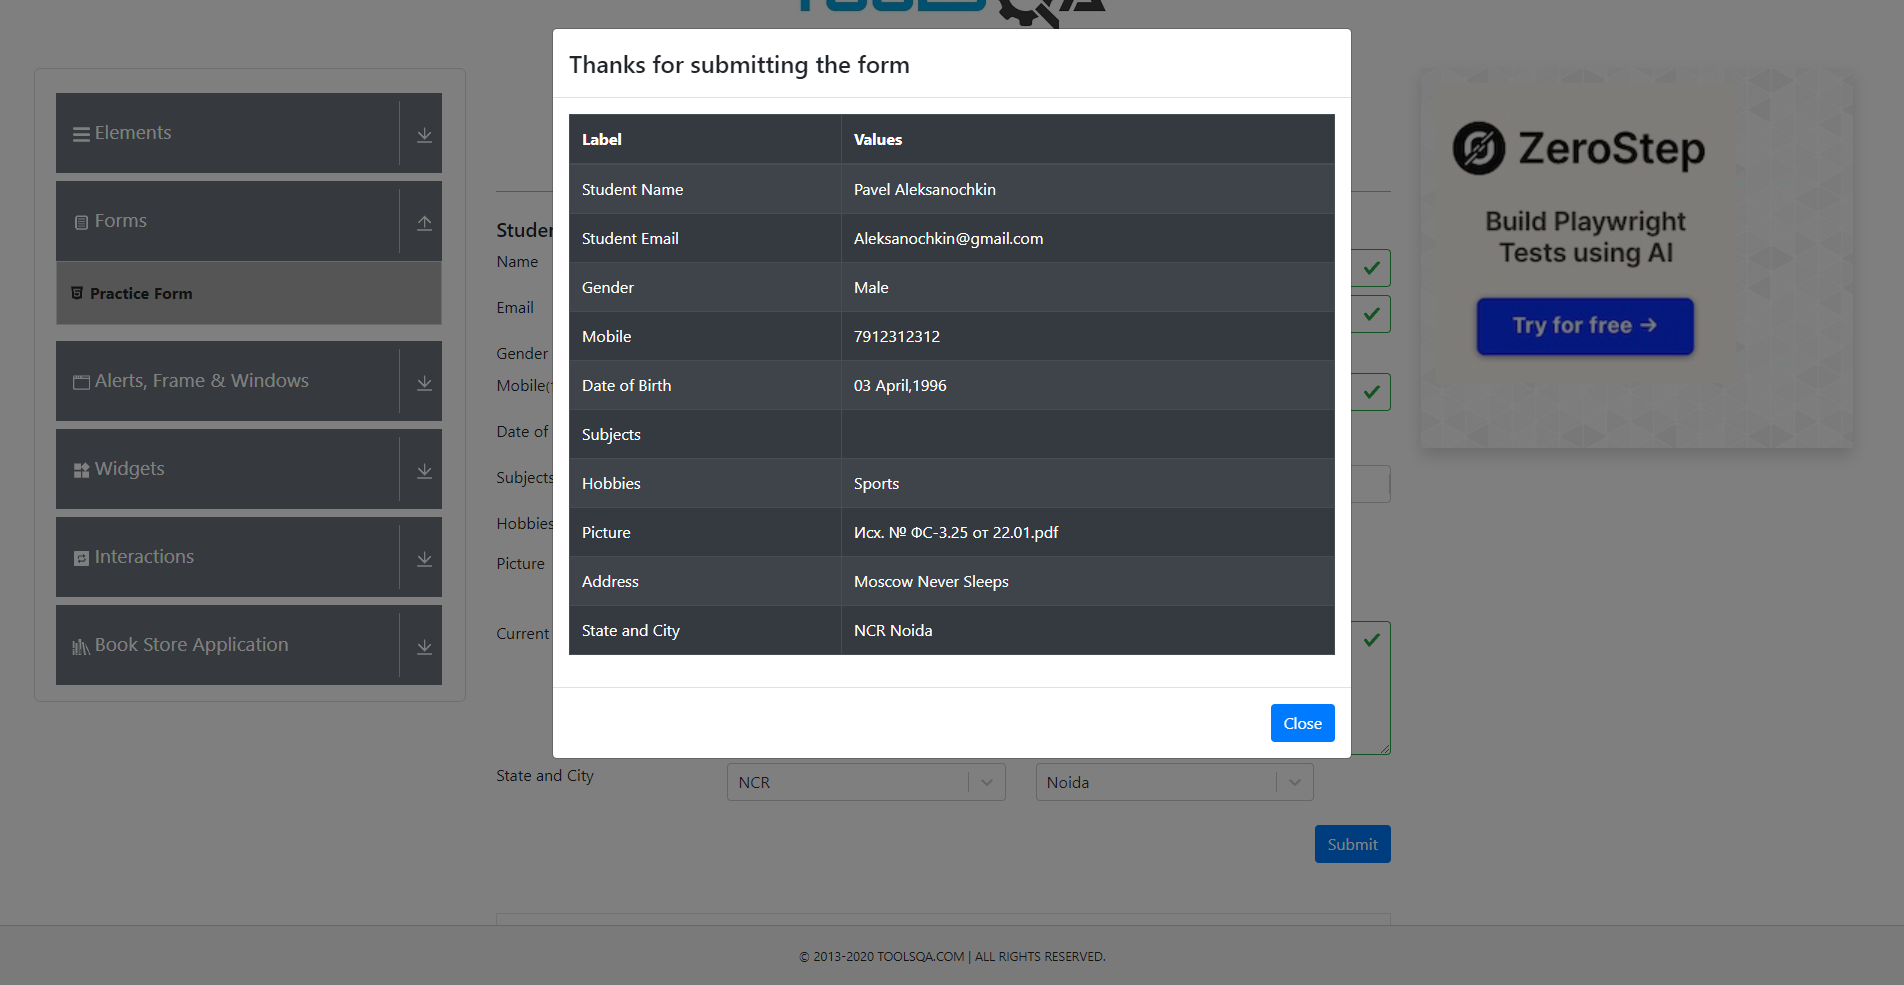 Thanks for submitting the form
Label Values
Student Name Pavel Aleksanochkin
Student Email Aleksanochkin@gmail.com
Gender Male
Mobile 7912312312
Date of Birth 03 April,1996
Subjects
Hobbies Sports
Picture Исх. № ФС-3.25 от 22.01.pdf
Address Moscow Never Sleeps
State and City NCR Noida
Close
Elements
Forms
Practice Form
Alerts, Frame & Windows
Widgets
Interactions
Book Store Application
Name
Email
Gender
Date of
Subjects
Hobbies
Picture
Current
State and City NCR Noida
Submit
ZeroStep
Build Playwright
Tests using AI
Try for free →
© 2013-2020 TOOLSQA.COM | ALL RIGHTS RESERVED.